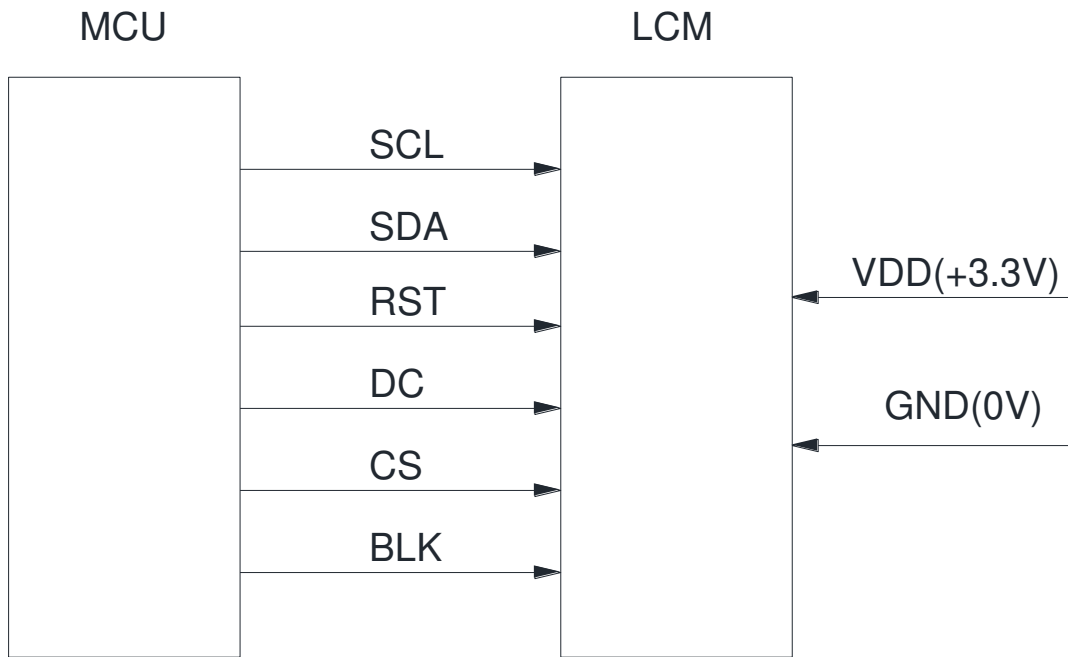 MCU
LCM
SCL
SDA
RST
DC
CS
BLK
VDD(+3.3V)
GND(0V)